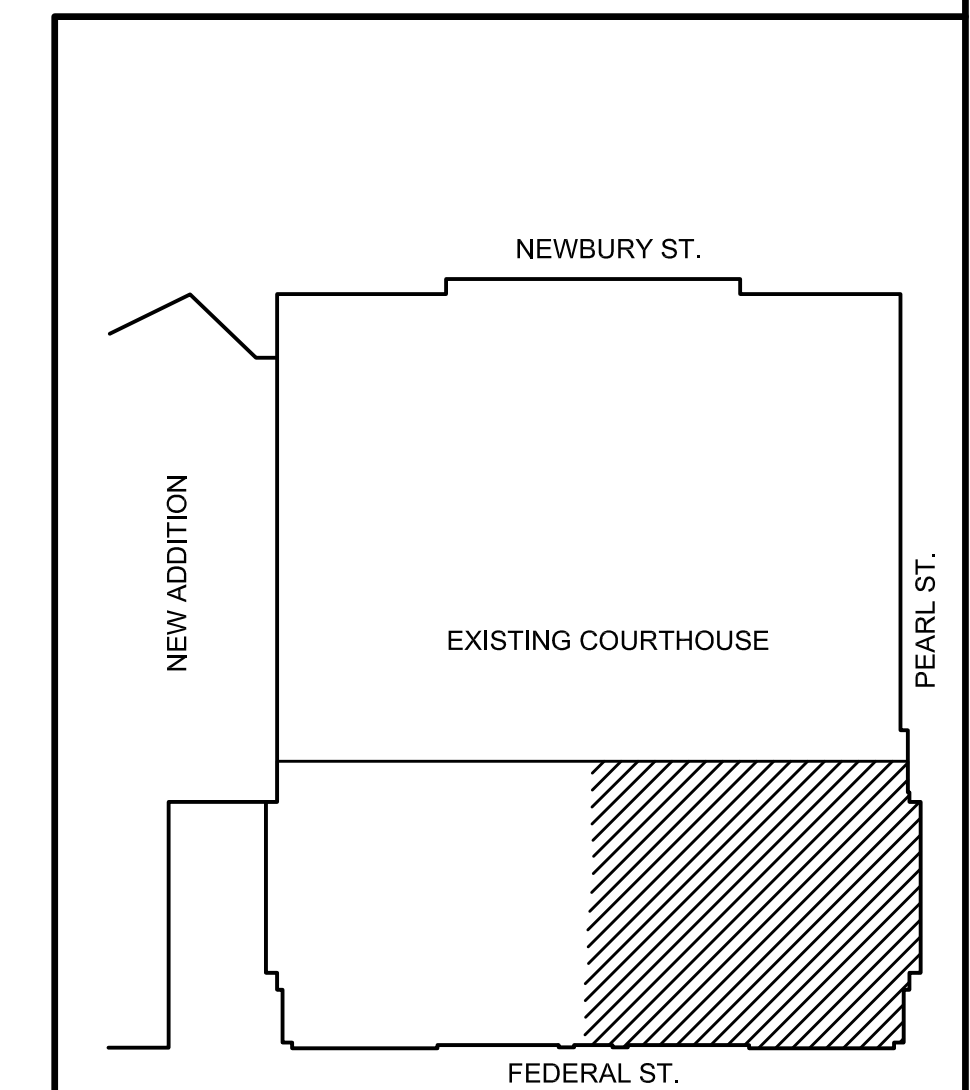 NEWBURY ST.
NEW ADDITION
EXISTING COURTHOUSE
PEARL ST.
FEDERAL ST.